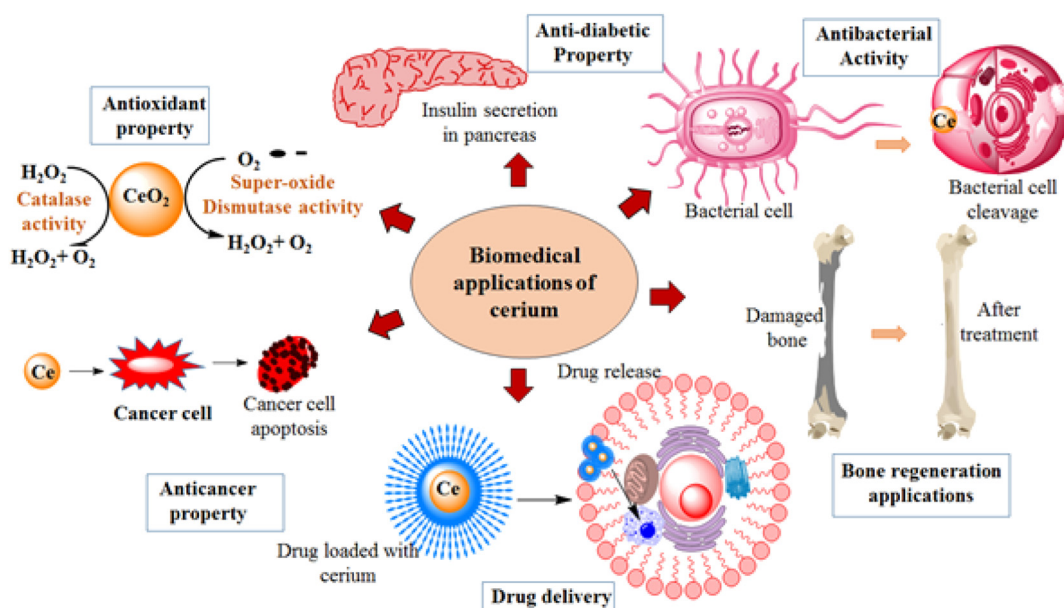 Anti-diabetic
Property
Insulin secretion
in pancreas
Antibacterial
Activity
Bacterial cell
Ce
Bacterial cell
cleavage
Antioxidant
property
H₂O₂
Catalase
activity
H₂O₂+ O₂
CeO₂
O₂ ● -
Super-oxide
Dismutase activity
H₂O₂+ O₂
Biomedical
applications of
cerium
Damaged
bone
After
treatment
Bone regeneration
applications
Ce
Cancer cell
Cancer cell
apoptosis
Anticancer
property
Drug release
Ce
Drug loaded with
cerium
Drug delivery